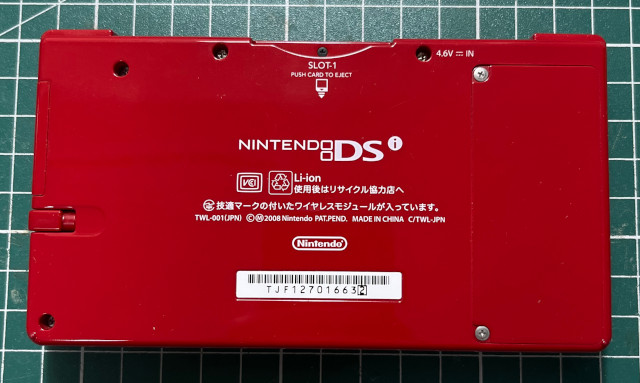 SLOT-1
PUSH CARD TO EJECT
4.6V ⎓ IN
NINTENDO DS i
VCI
Li-ion
使用後はリサイクル協力店へ
技適マークの付いたワイヤレスモジュールが入っています。
TWL-001(JPN) ©Ⓜ2008 Nintendo PAT.PEND. MADE IN CHINA C/TWL-JPN
Nintendo
TJF127016632